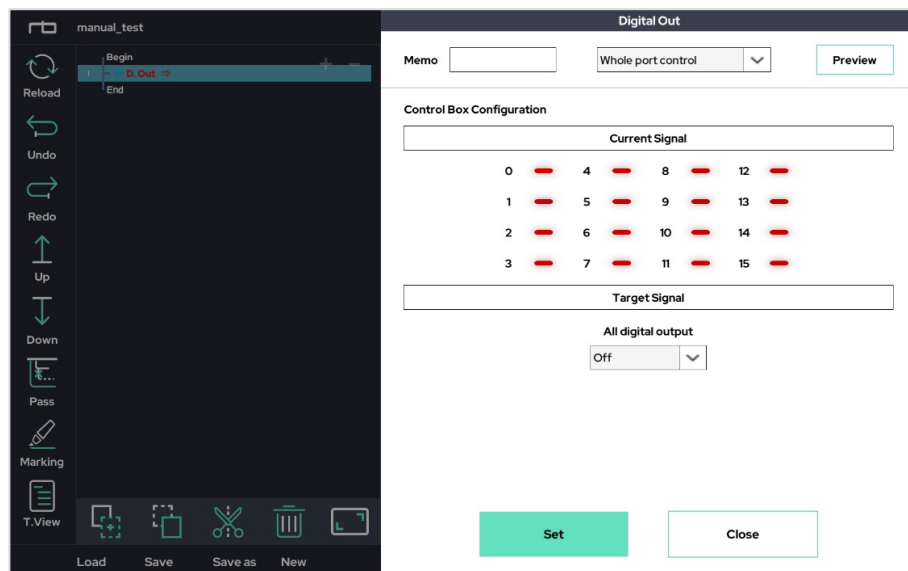 manual_test
Digital Out
Reload
Undo
Redo
Up
Down
Pass
Marking
T.View
Begin
1 D. Out ⇒
End
Load Save Save as New
Memo Whole port control Preview
Control Box Configuration
Current Signal
0 4 8 12
1 5 9 13
2 6 10 14
3 7 11 15
Target Signal
All digital output
Off
Set Close